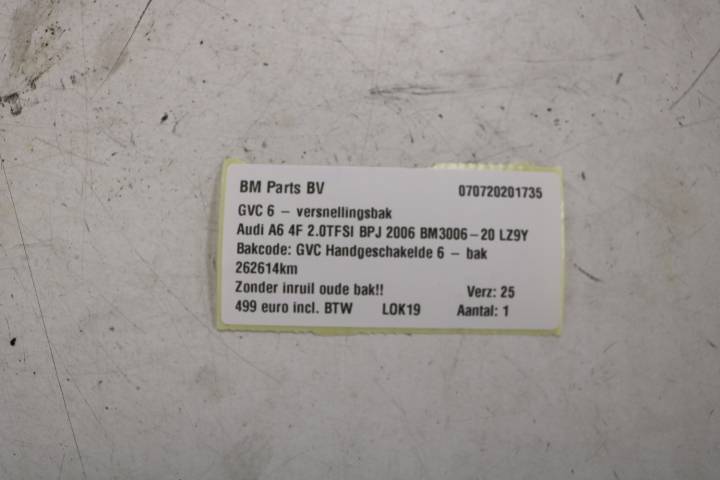 BM Parts BV 070720201735
GVC 6 – versnellingsbak
Audi A6 4F 2.0TFSI BPJ 2006 BM3006-20 LZ9Y
Bakcode: GVC Handgeschakelde 6 – bak
262614km
Zonder inruil oude bak!! Verz: 25
499 euro incl. BTW LOK19 Aantal: 1